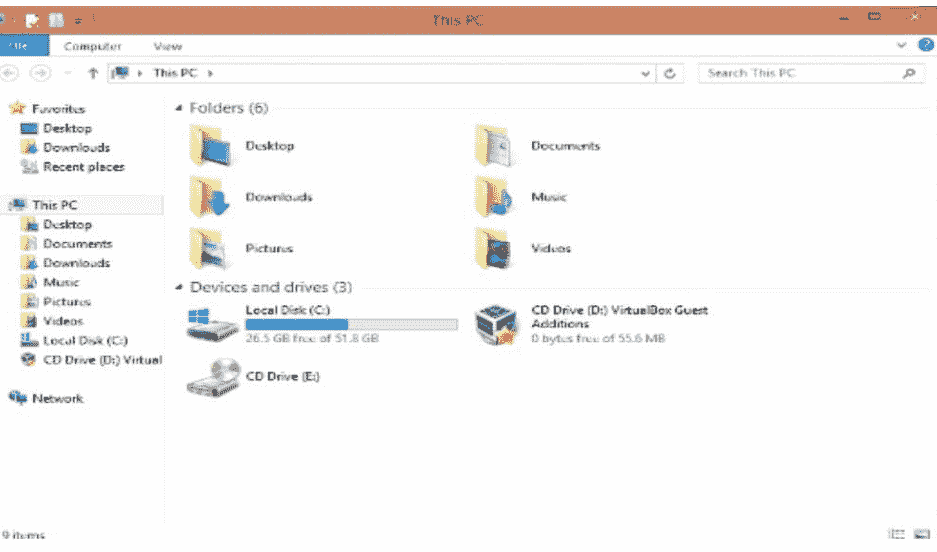 This PC
File Computer View
This PC
Search This PC
Favorites
Desktop
Downloads
Recent places
This PC
Desktop
Documents
Downloads
Music
Pictures
Videos
Local Disk (C:)
CD Drive (D:) Virtual
Network
Folders (6)
Desktop
Documents
Downloads
Music
Pictures
Videos
Devices and drives (3)
Local Disk (C:)
26.5 GB free of 51.8 GB
CD Drive (D:) VirtualBox Guest
Additions
0 bytes free of 55.6 MB
CD Drive (E:)
9 items